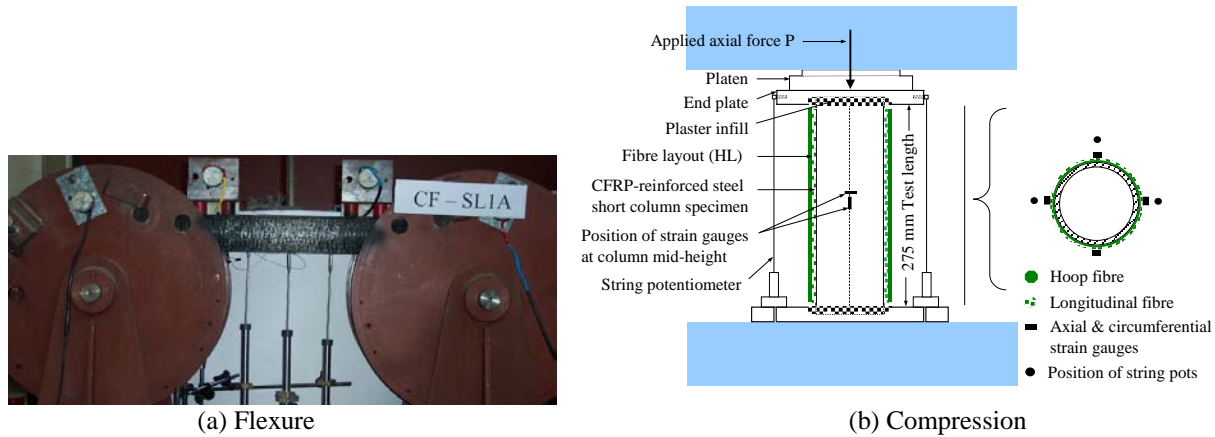 CF – SL1A
(a) Flexure
Applied axial force P
Platen
End plate
Plaster infill
Fibre layout (HL)
CFRP-reinforced steel
short column specimen
Position of strain gauges
at column mid-height
String potentiometer
275 mm Test length
Hoop fibre
Longitudinal fibre
Axial & circumferential
strain gauges
Position of string pots
(b) Compression